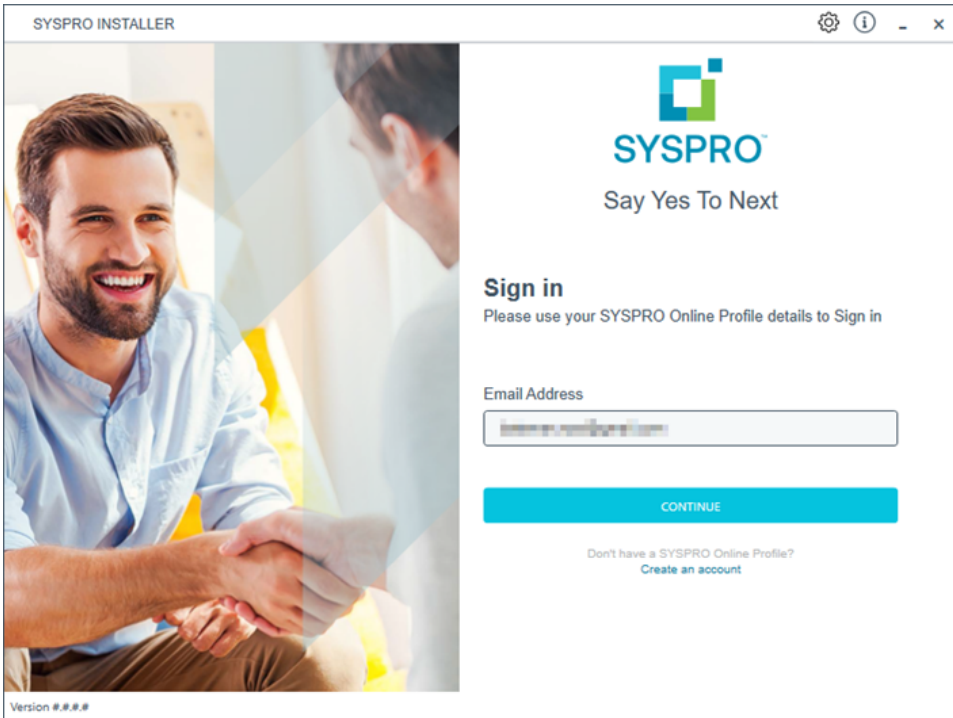 SYSPRO INSTALLER
SYSPRO™
Say Yes To Next
Sign in
Please use your SYSPRO Online Profile details to Sign in
Email Address
CONTINUE
Don't have a SYSPRO Online Profile?
Create an account
Version #.#.#.#